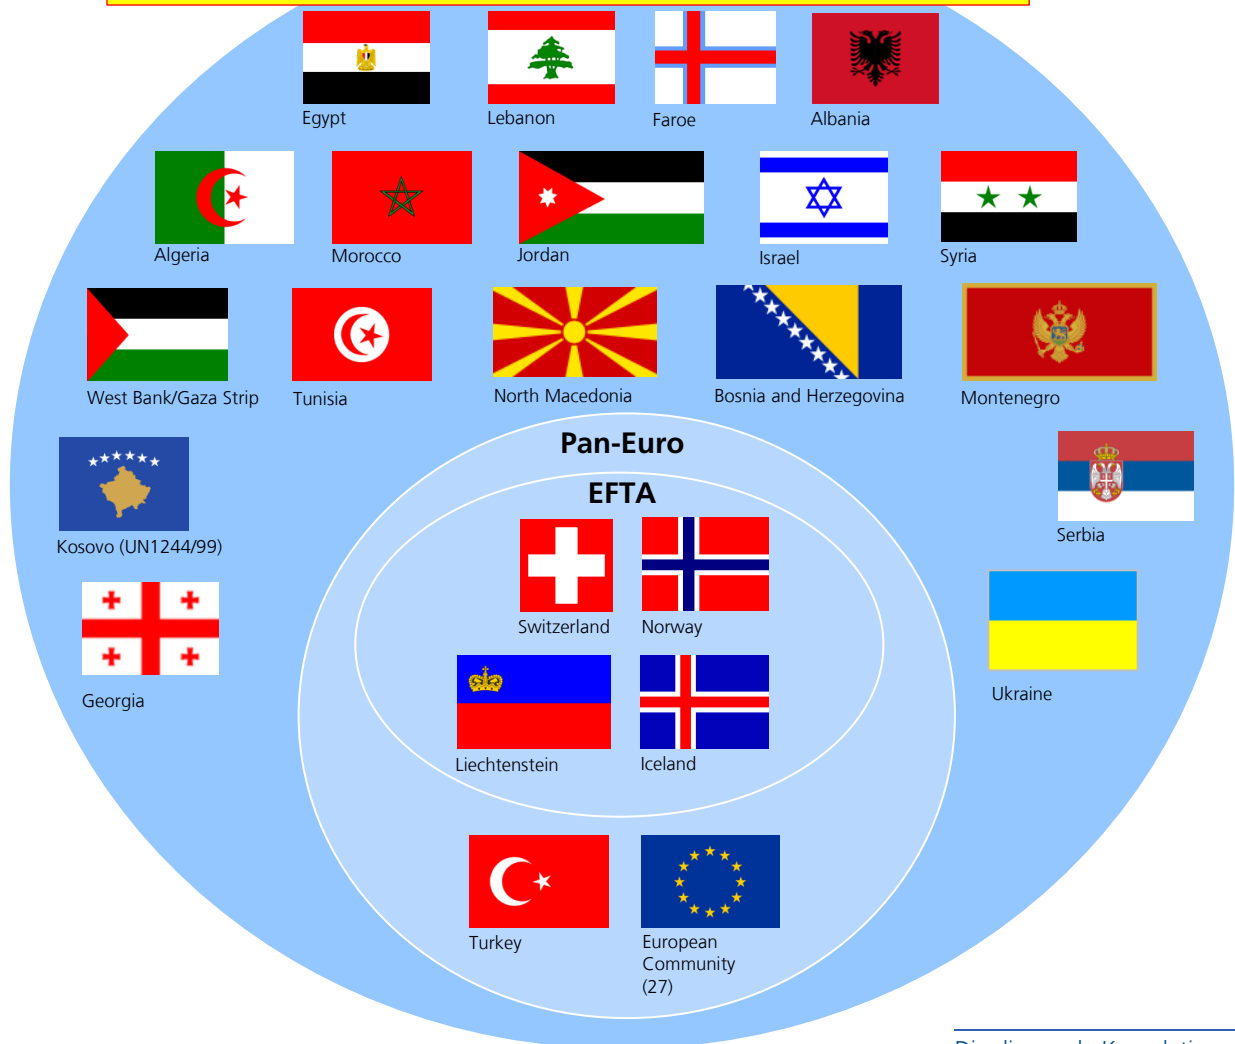 Egypt
Lebanon
Faroe
Albania
Algeria
Morocco
Jordan
Israel
Syria
West Bank/Gaza Strip
Tunisia
North Macedonia
Bosnia and Herzegovina
Montenegro
Pan-Euro
EFTA
Kosovo (UN1244/99)
Serbia
Switzerland
Norway
Georgia
Ukraine
Liechtenstein
Iceland
Turkey
European
Community
(27)